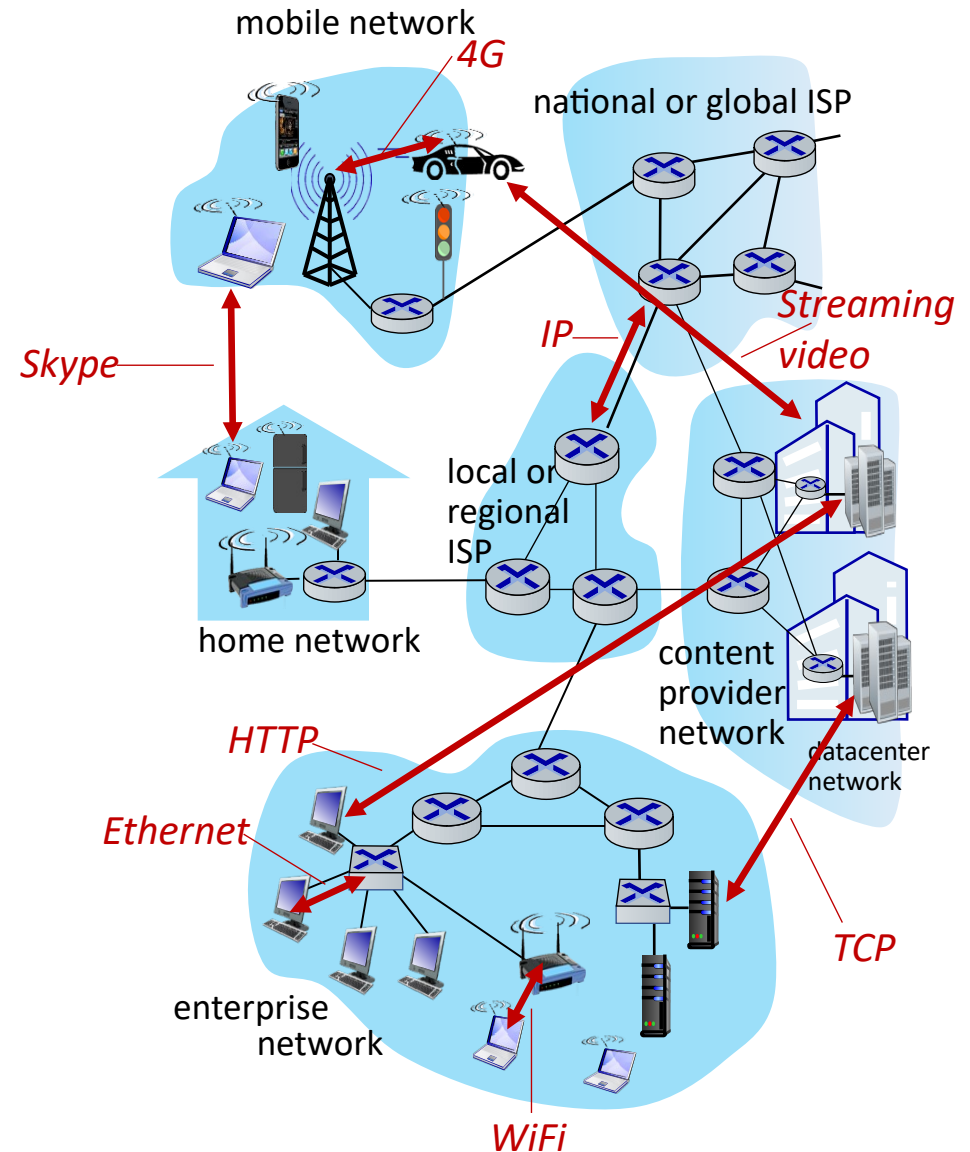 mobile network
4G
national or global ISP
Streaming
video
IP
Skype
local or
regional
ISP
home network
content
provider
network
datacenter
network
HTTP
Ethernet
TCP
enterprise
network
WiFi